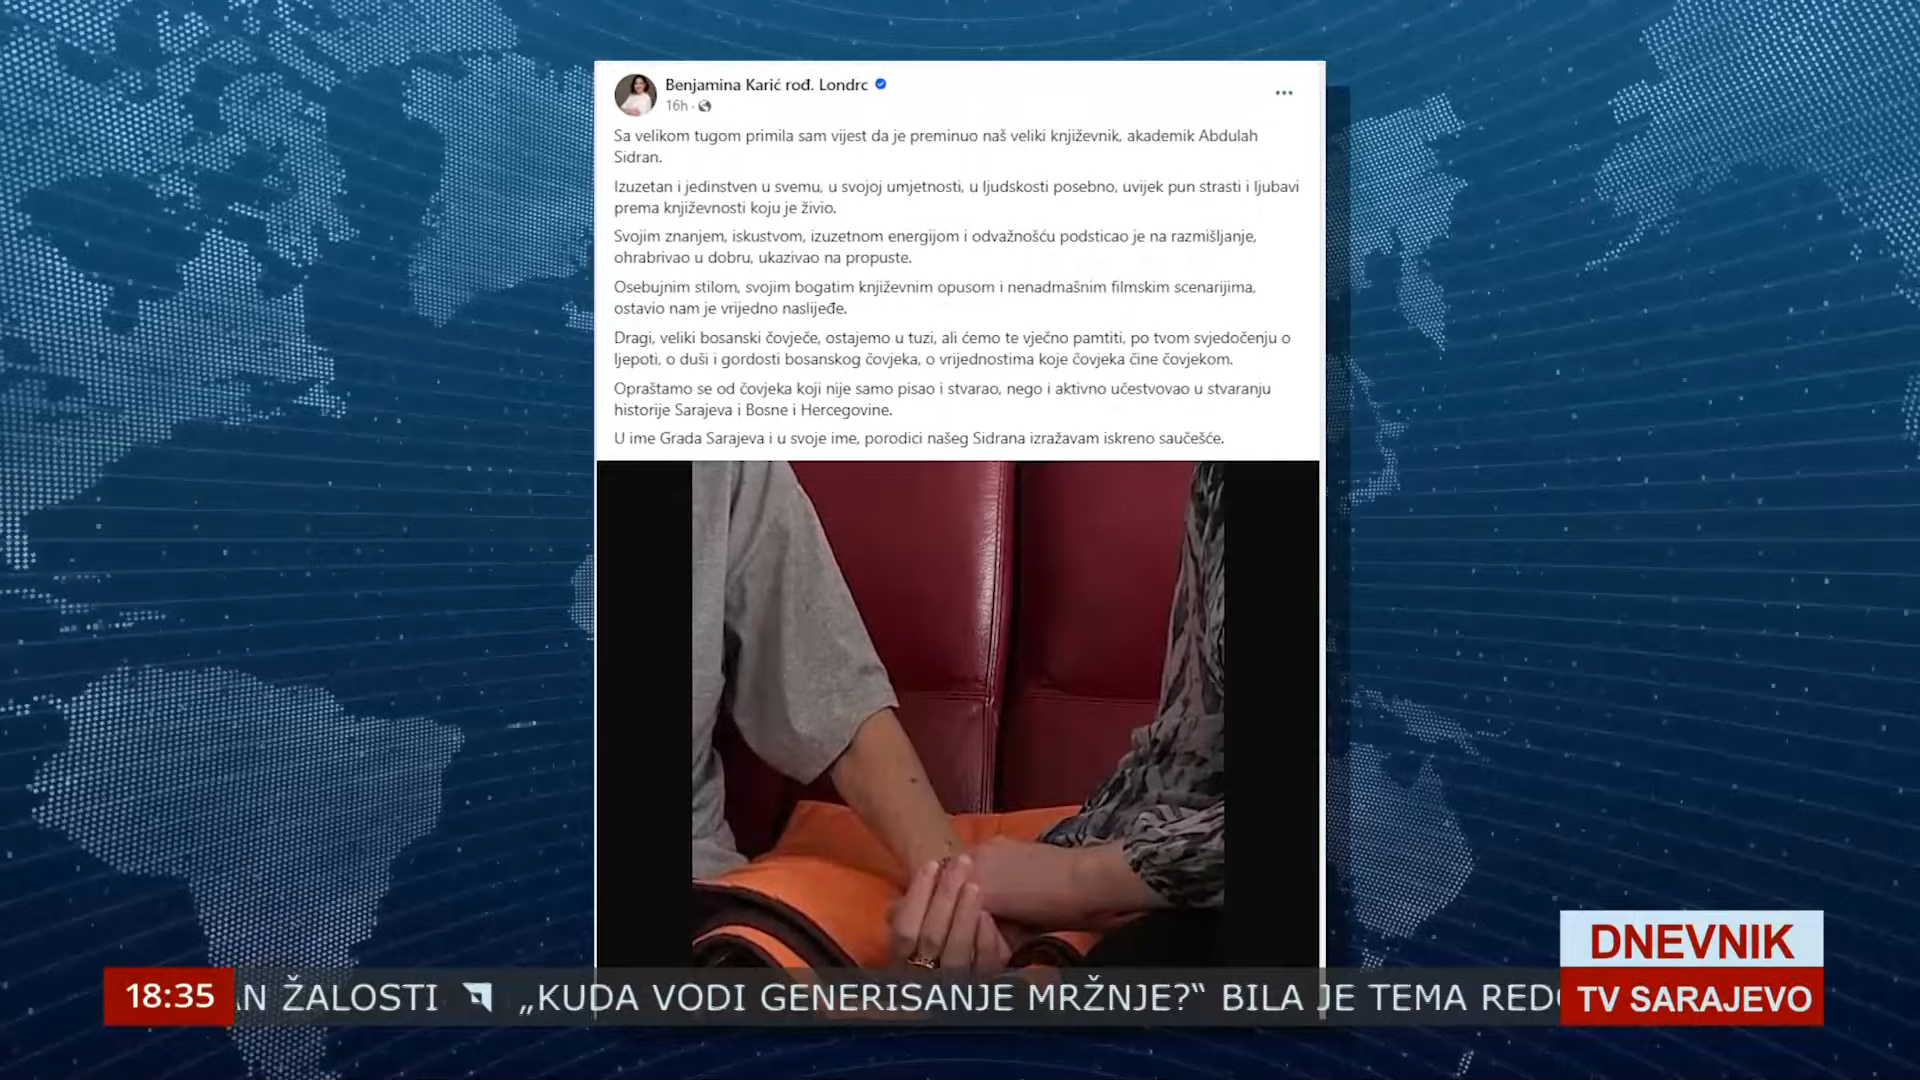 Benjamina Karić rođ. Londrc
16h ·
Sa velikom tugom primila sam vijest da je preminuo naš veliki književnik, akademik Abdulah
Sidran.
Izuzetan i jedinstven u svemu, u svojoj umjetnosti, u ljudskosti posebno, uvijek pun strasti i ljubavi
prema književnosti koju je živio.
Svojim znanjem, iskustvom, izuzetnom energijom i odvažnošću podsticao je na razmišljanje,
ohrabrivao u dobru, ukazivao na propuste.
Osebujnim stilom, svojim bogatim književnim opusom i nenadmašnim filmskim scenarijima,
ostavio nam je vrijedno naslijeđe.
Dragi, veliki bosanski čovječe, ostajemo u tuzi, ali ćemo te vječno pamtiti, po tvom svjedočenju o
ljepoti, o duši i gordosti bosanskog čovjeka, o vrijednostima koje čovjeka čine čovjekom.
Opraštamo se od čovjeka koji nije samo pisao i stvarao, nego i aktivno učestvovao u stvaranju
historije Sarajeva i Bosne i Hercegovine.
U ime Grada Sarajeva i u svoje ime, porodici našeg Sidrana izražavam iskreno saučešće.
DNEVNIK
18:35 AN ŽALOSTI „KUDA VODI GENERISANJE MRŽNJE?“ BILA JE TEMA
TV SARAJEVO